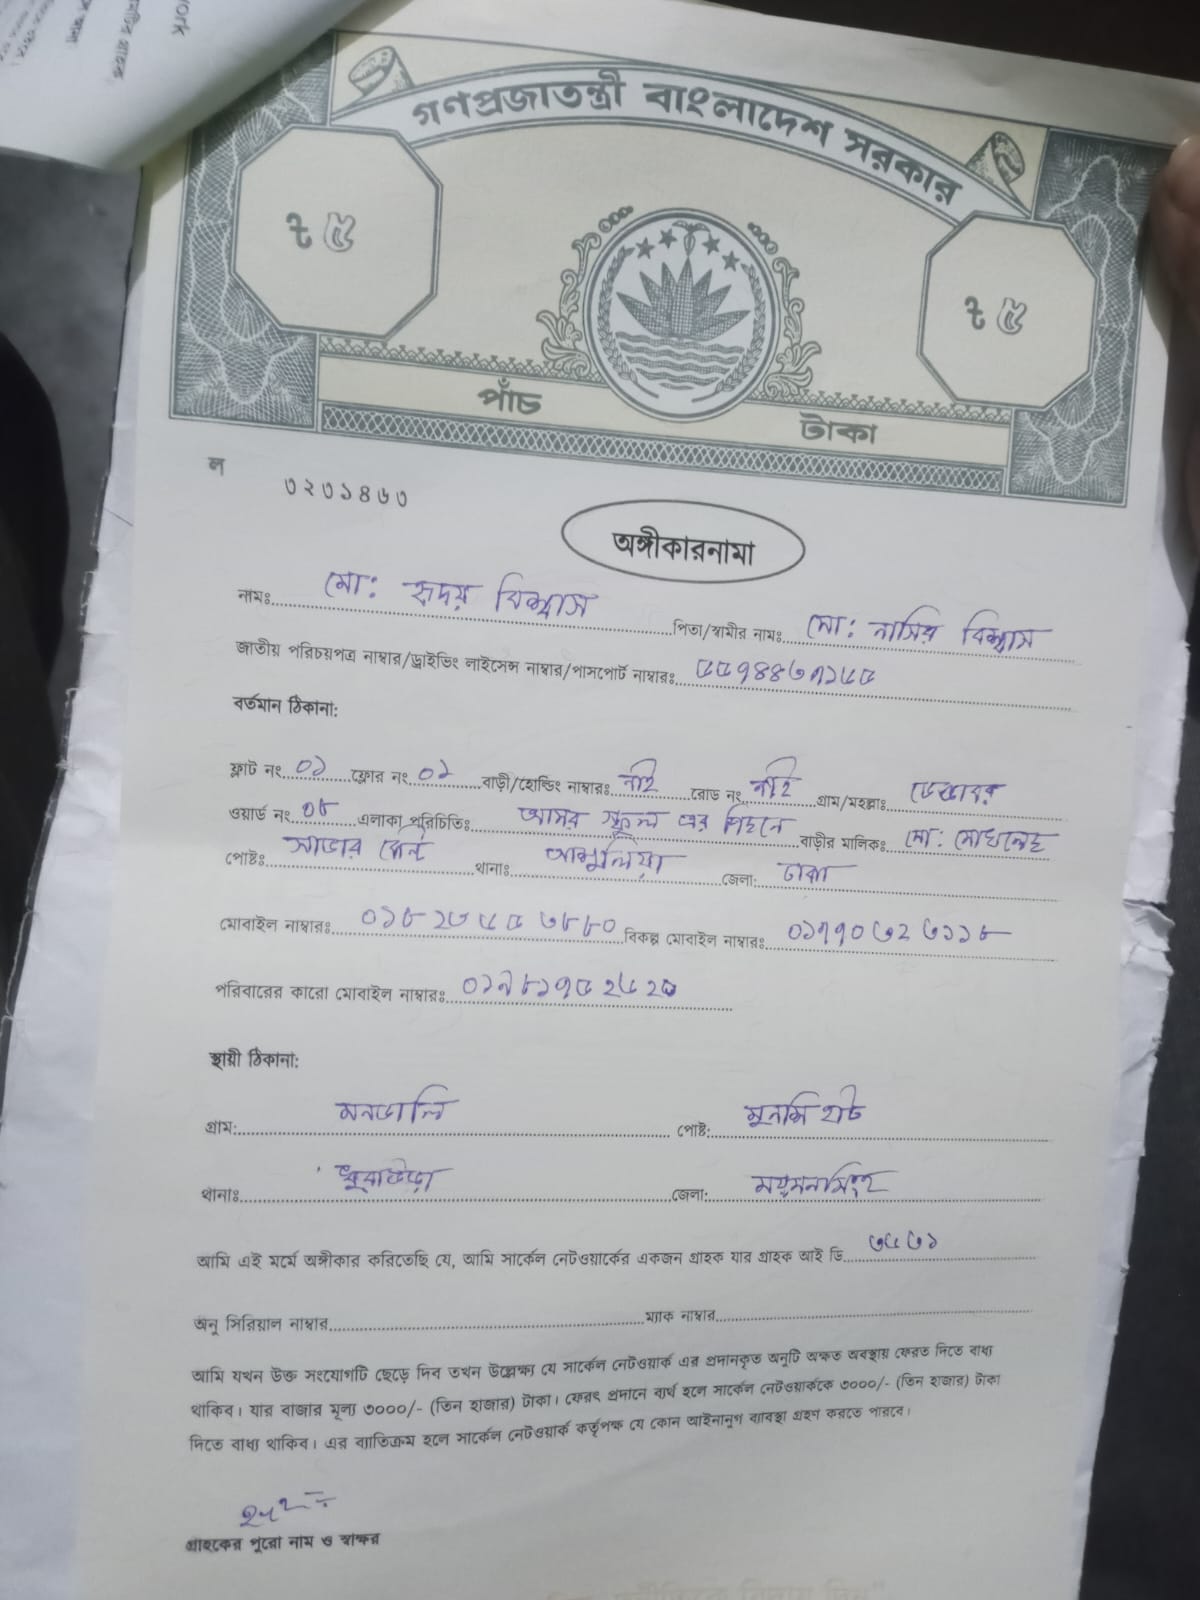 গণপ্রজাতন্ত্রী বাংলাদেশ সরকার
৳ ৫
৳ ৫
পাঁচ টাকা
ল ৩২৩১৪৬৩
অঙ্গীকারনামা
নামঃ মো: হৃদয় বিশ্বাস পিতা/স্বামীর নামঃ মো: নাসির বিশ্বাস
জাতীয় পরিচয়পত্র নাম্বার/ড্রাইভিং লাইসেন্স নাম্বার/পাসপোর্ট নাম্বারঃ
বর্তমান ঠিকানা:
ফ্লাট নং ০১ ফ্লোর নং ০১ বাড়ী/হোল্ডিং নাম্বারঃ নাই রোড নং নাই গ্রাম/মহল্লাঃ
ওয়ার্ড নং ০৮ এলাকা পরিচিতিঃ স্কুল এর পিছনে বাড়ীর মালিকঃ মো:
পোষ্টঃ সাভার থানাঃ আশুলিয়া জেলা: ঢাকা
মোবাইল নাম্বারঃ বিকল্প মোবাইল নাম্বারঃ
পরিবারের কারো মোবাইল নাম্বারঃ
স্থায়ী ঠিকানা:
গ্রাম: পোষ্ট: মুনসিহাট
থানাঃ জেলা: ময়মনসিংহ
আমি এই মর্মে অঙ্গীকার করিতেছি যে, আমি সার্কেল নেটওয়ার্কের একজন গ্রাহক যার গ্রাহক আই ডি
অনু সিরিয়াল নাম্বার ম্যাক নাম্বার
আমি যখন উক্ত সংযোগটি ছেড়ে দিব তখন উল্লেক্ষ্য যে সার্কেল নেটওয়ার্ক এর প্রদানকৃত অনুটি অক্ষত অবস্থায় ফেরত দিতে বাধ্য
থাকিব। যার বাজার মূল্য ৩০০০/- (তিন হাজার) টাকা। ফেরৎ প্রদানে ব্যর্থ হলে সার্কেল নেটওয়ার্ককে ৩০০০/- (তিন হাজার) টাকা
দিতে বাধ্য থাকিব। এর ব্যাতিক্রম হলে সার্কেল নেটওয়ার্ক কর্তৃপক্ষ যে কোন আইনানুগ ব্যাবস্থা গ্রহণ করতে পারবে।
গ্রাহকের পুরো নাম ও স্বাক্ষর